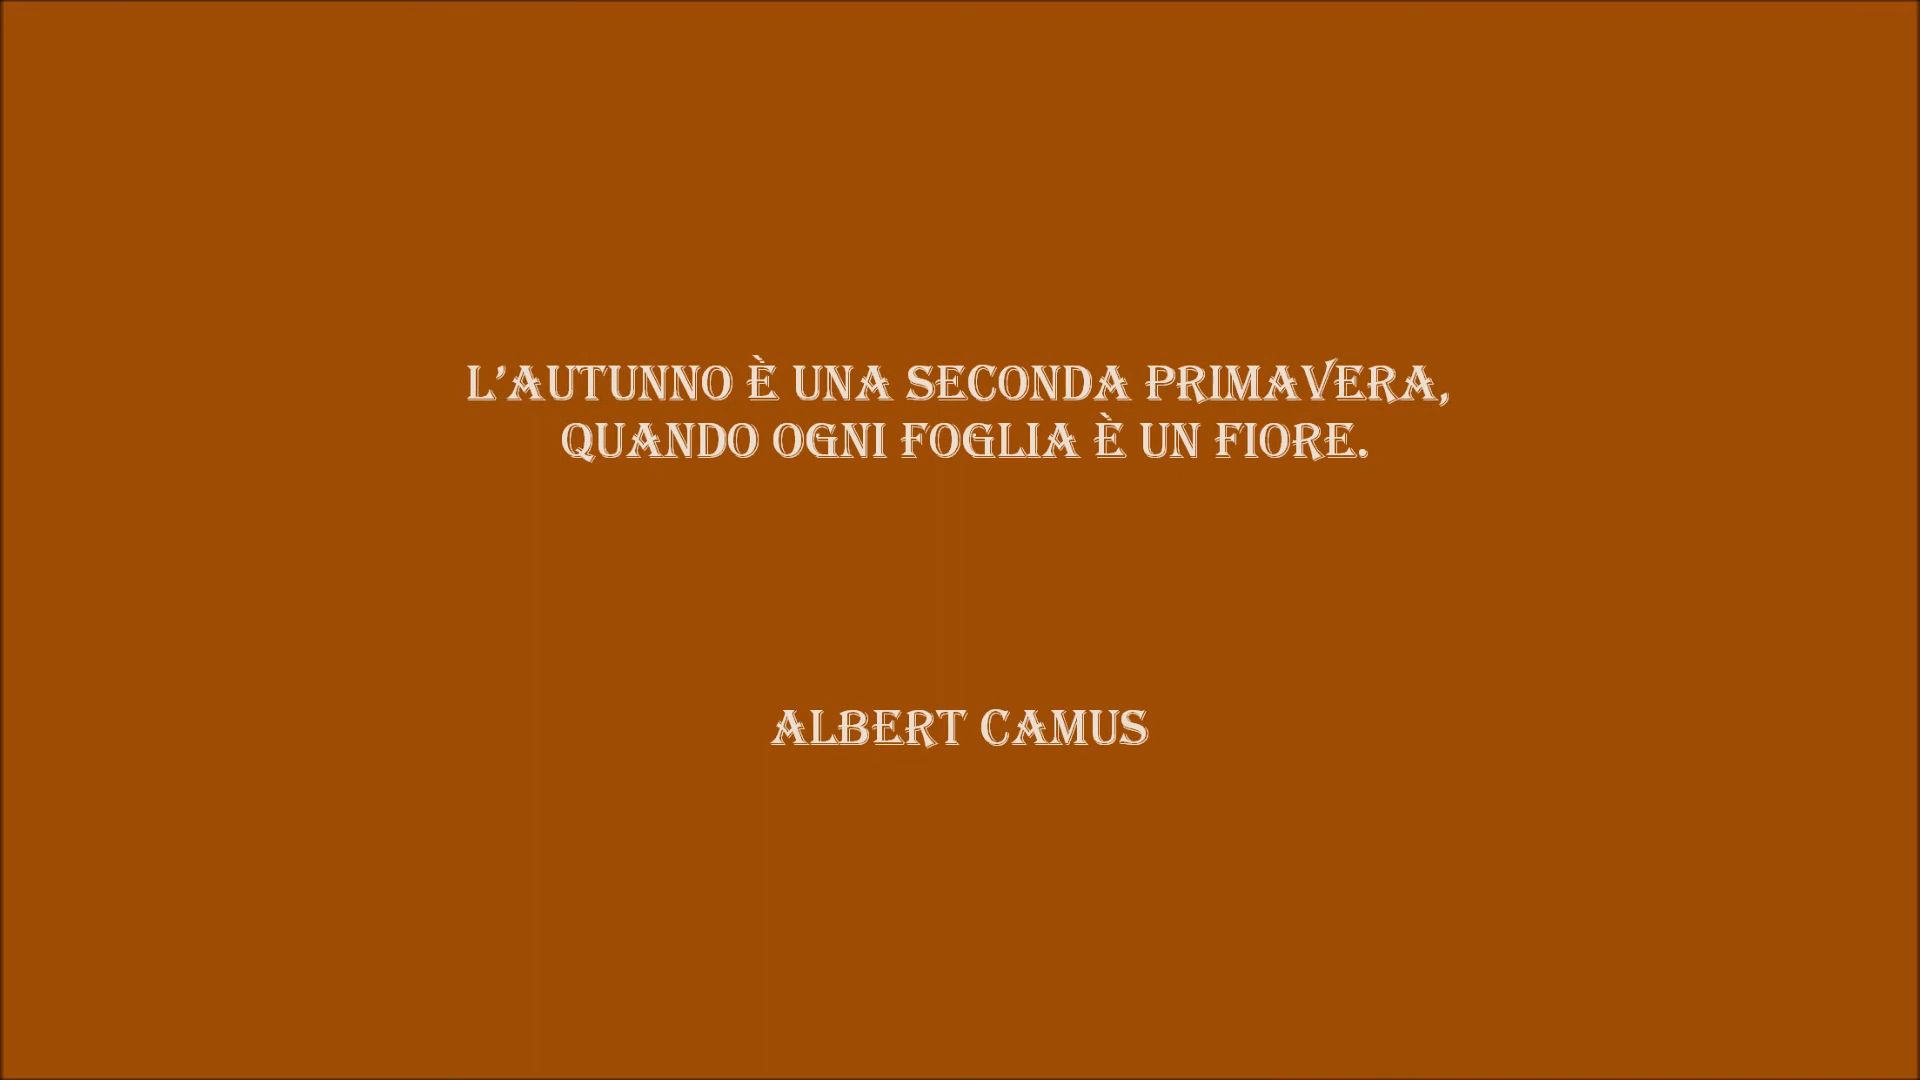 L’AUTUNNO È UNA SECONDA PRIMAVERA,
QUANDO OGNI FOGLIA È UN FIORE.
ALBERT CAMUS